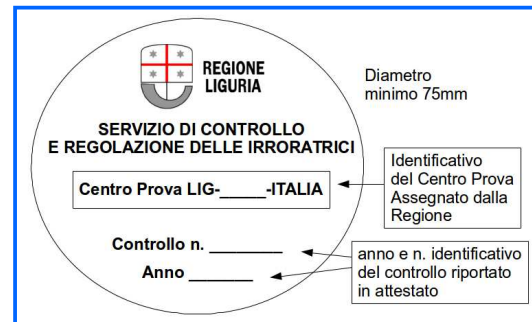 REGIONE
LIGURIA
Diametro
minimo 75mm
SERVIZIO DI CONTROLLO
E REGOLAZIONE DELLE IRRORATRICI
Centro Prova LIG-_____-ITALIA
Identificativo
del Centro Prova
Assegnato dalla
Regione
Controllo n. ________
Anno _______
anno e n. identificativo
del controllo riportato
in attestato